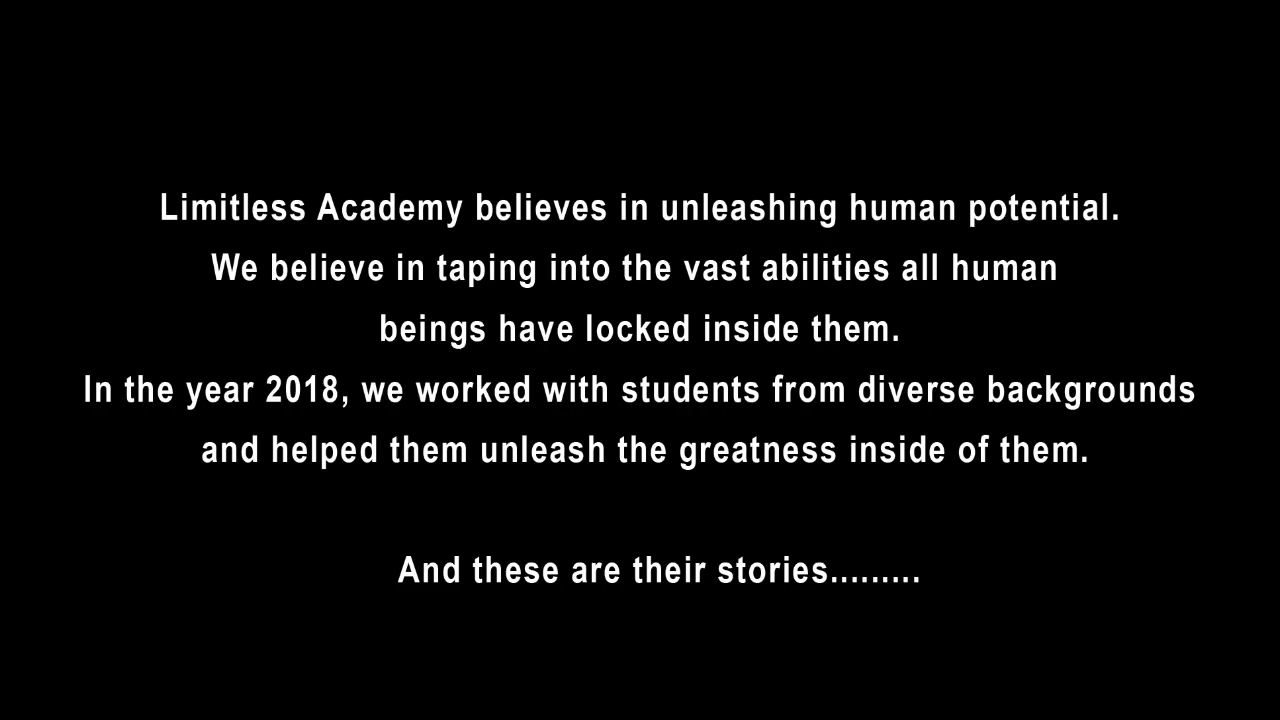 Limitless Academy believes in unleashing human potential.
We believe in taping into the vast abilities all human
beings have locked inside them.
In the year 2018, we worked with students from diverse backgrounds
and helped them unleash the greatness inside of them.
And these are their stories.........